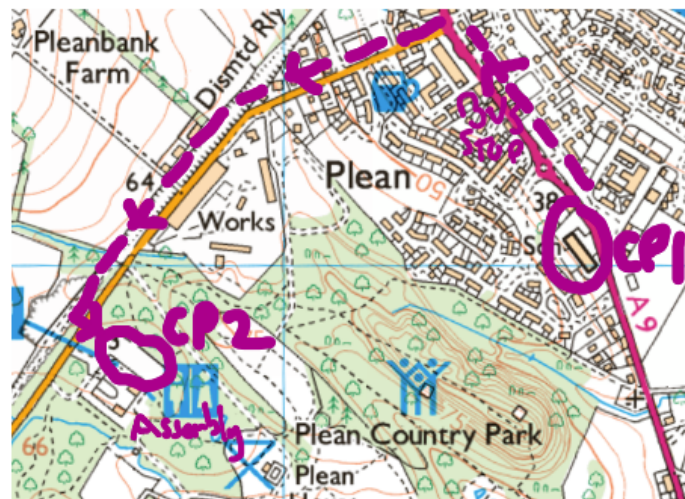 Pleanbank
Farm
Dismtd Rly
64
Bus
Stop
Plean
50
38
Works
Sch
CP1
A9
CP2
Assembly
66
Plean Country Park
Plean